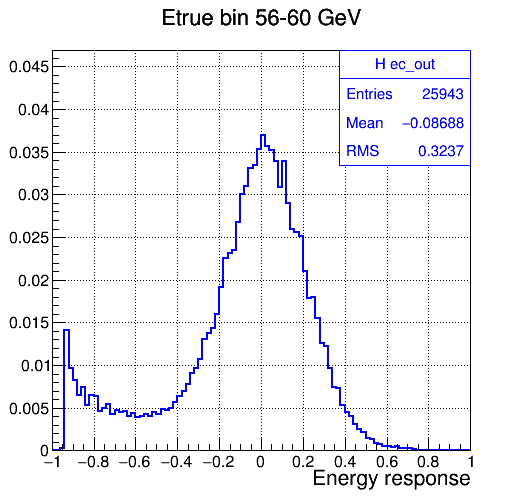 Etrue bin 56-60 GeV
H ec_out
Entries 25943
Mean −0.08688
RMS 0.3237
0.045
0.04
0.035
0.03
0.025
0.02
0.015
0.01
0.005
0
−1 −0.8 −0.6 −0.4 −0.2 0 0.2 0.4 0.6 0.8 1
Energy response